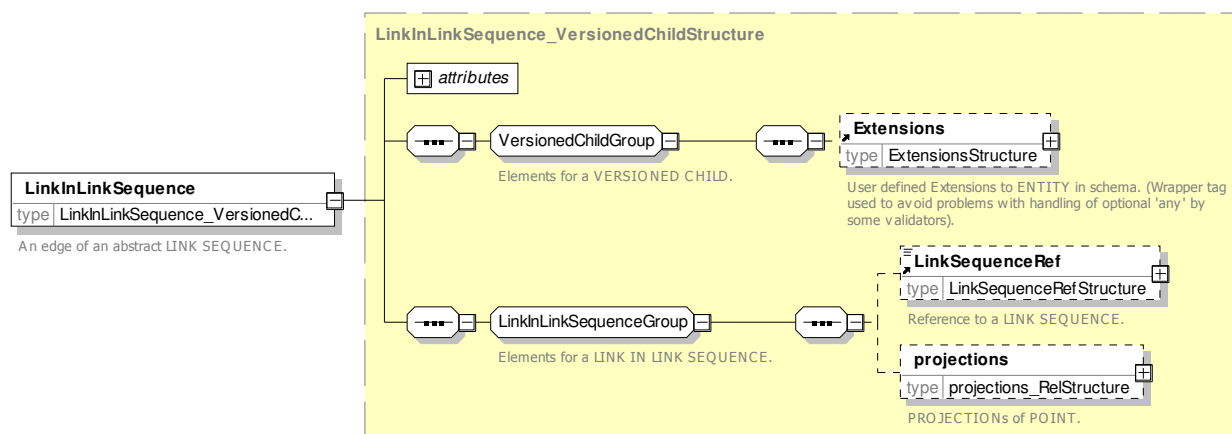 LinkInLinkSequence_VersionedChildStructure
attributes
VersionedChildGroup
Elements for a VERSIONED CHILD.
Extensions
type ExtensionsStructure
User defined Extensions to ENTITY in schema. (Wrapper tag
used to avoid problems with handling of optional 'any' by
some validators).
LinkInLinkSequence
type LinkInLinkSequence_VersionedC...
An edge of an abstract LINK SEQUENCE.
LinkInLinkSequenceGroup
Elements for a LINK IN LINK SEQUENCE.
LinkSequenceRef
type LinkSequenceRefStructure
Reference to a LINK SEQUENCE.
projections
type projections_RelStructure
PROJECTIONs of POINT.